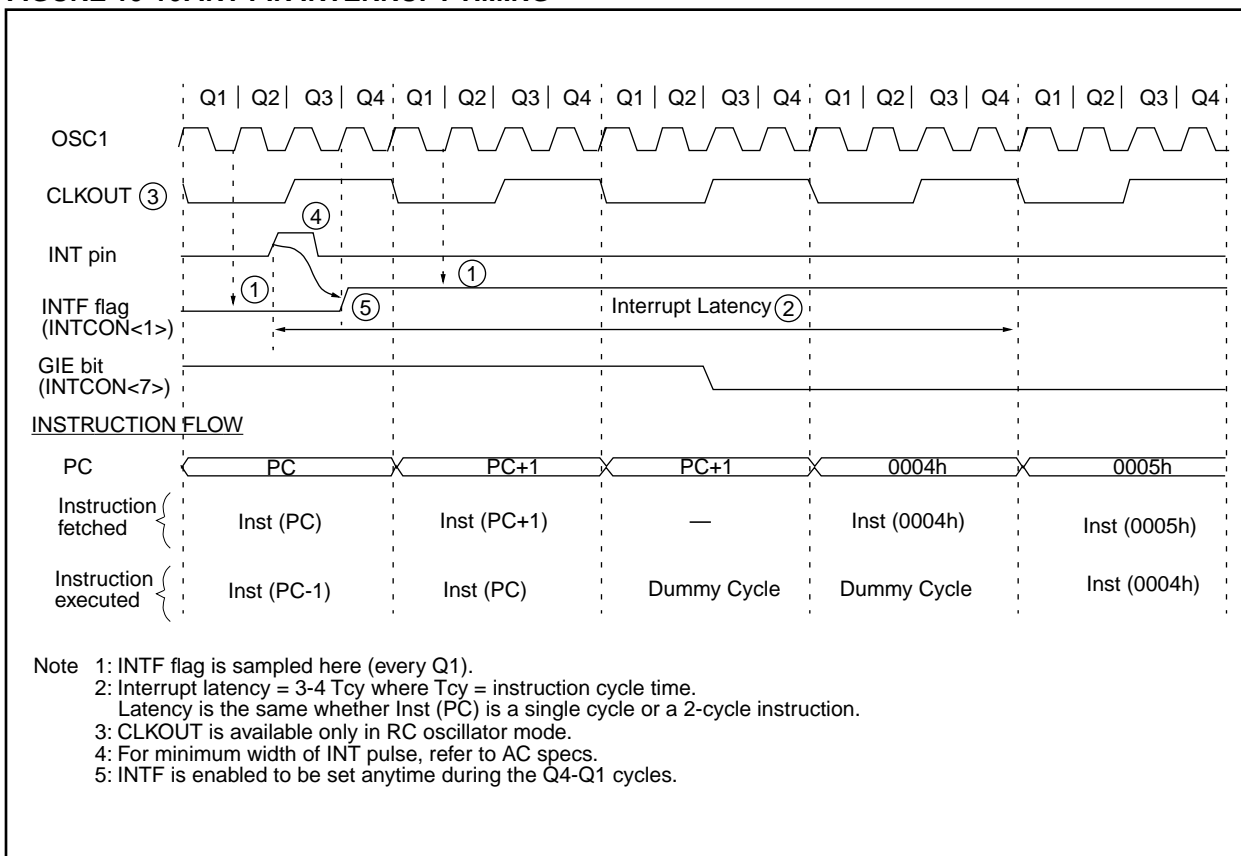 Q1 | Q2 | Q3 | Q4 Q1 | Q2 | Q3 | Q4 Q1 | Q2 | Q3 | Q4 Q1 | Q2 | Q3 | Q4 Q1 | Q2 | Q3 | Q4
OSC1
CLKOUT 3
4
INT pin
1
1
INTF flag
(INTCON<1>)
5
Interrupt Latency 2
GIE bit
(INTCON<7>)
INSTRUCTION FLOW
PC PC PC+1 PC+1 0004h 0005h
Instruction
fetched
Inst (PC) Inst (PC+1) — Inst (0004h) Inst (0005h)
Instruction
executed
Inst (PC-1) Inst (PC) Dummy Cycle Dummy Cycle Inst (0004h)
Note 1: INTF flag is sampled here (every Q1).
2: Interrupt latency = 3-4 Tcy where Tcy = instruction cycle time.
Latency is the same whether Inst (PC) is a single cycle or a 2-cycle instruction.
3: CLKOUT is available only in RC oscillator mode.
4: For minimum width of INT pulse, refer to AC specs.
5: INTF is enabled to be set anytime during the Q4-Q1 cycles.